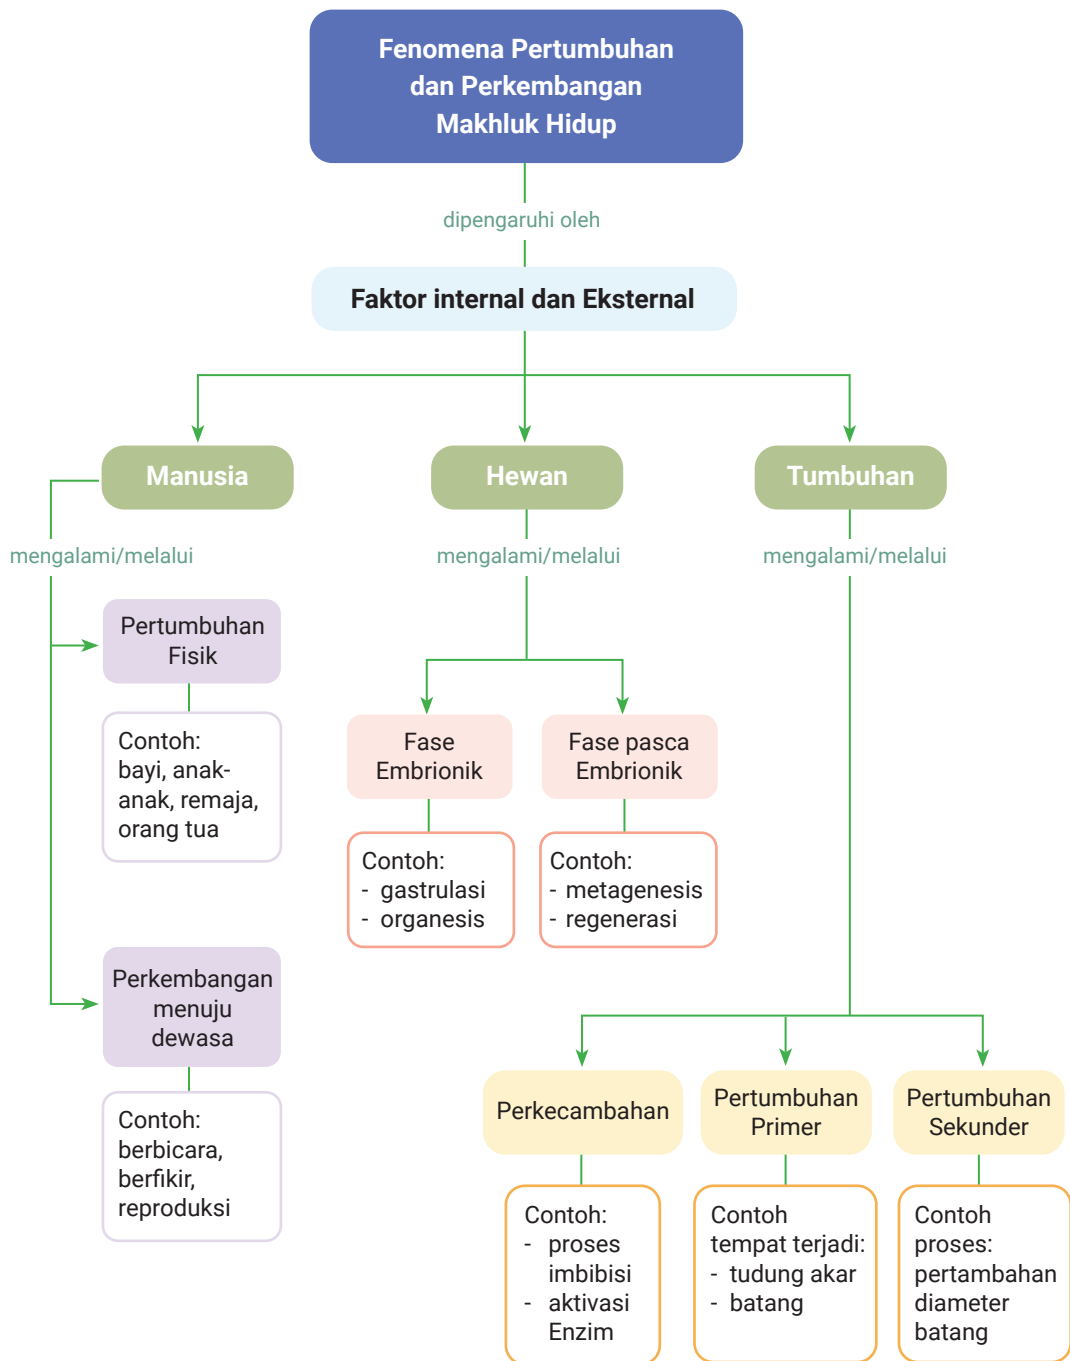 Fenomena Pertumbuhan
dan Perkembangan
Makhluk Hidup
dipengaruhi oleh
Faktor internal dan Eksternal
Manusia
Hewan
Tumbuhan
mengalami/melalui
mengalami/melalui
mengalami/melalui
Pertumbuhan
Fisik
Contoh:
bayi, anak-
anak, remaja,
orang tua
Perkembangan
menuju
dewasa
Contoh:
berbicara,
berfikir,
reproduksi
Fase
Embrionik
Contoh:
- gastrulasi
- organesis
Fase pasca
Embrionik
Contoh:
- metagenesis
- regenerasi
Perkecambahan
Contoh:
- proses
imbibisi
- aktivasi
Enzim
Pertumbuhan
Primer
Contoh
tempat terjadi:
- tudung akar
- batang
Pertumbuhan
Sekunder
Contoh
proses:
pertambahan
diameter
batang